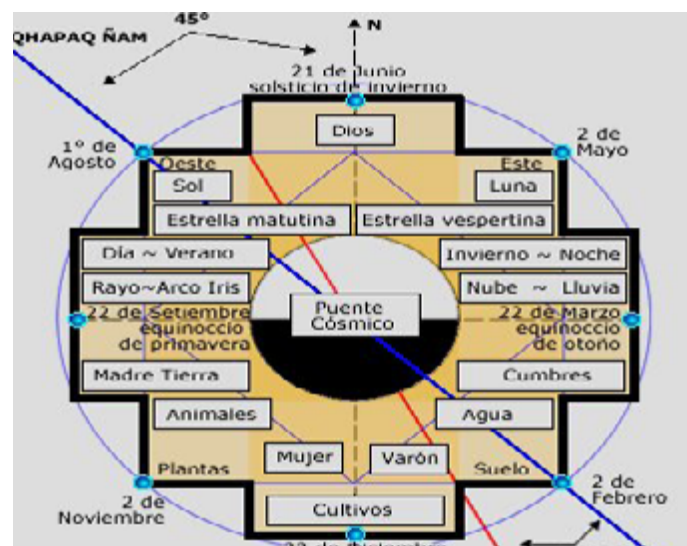 45º
N
QHAPAQ ÑAM
21 de Junio
solsticio de invierno
Dios
1º de
Agosto
2 de
Mayo
Oeste
Este
Sol
Luna
Estrella matutina
Estrella vespertina
Día ~ Verano
Invierno ~ Noche
Rayo~Arco Iris
Nube ~ Lluvia
Puente
Cósmico
22 de Setiembre
equinoccio
de primavera
22 de Marzo
equinoccio
de otoño
Madre Tierra
Cumbres
Animales
Agua
Mujer
Varón
Plantas
Suelo
2 de
Noviembre
2 de
Febrero
Cultivos